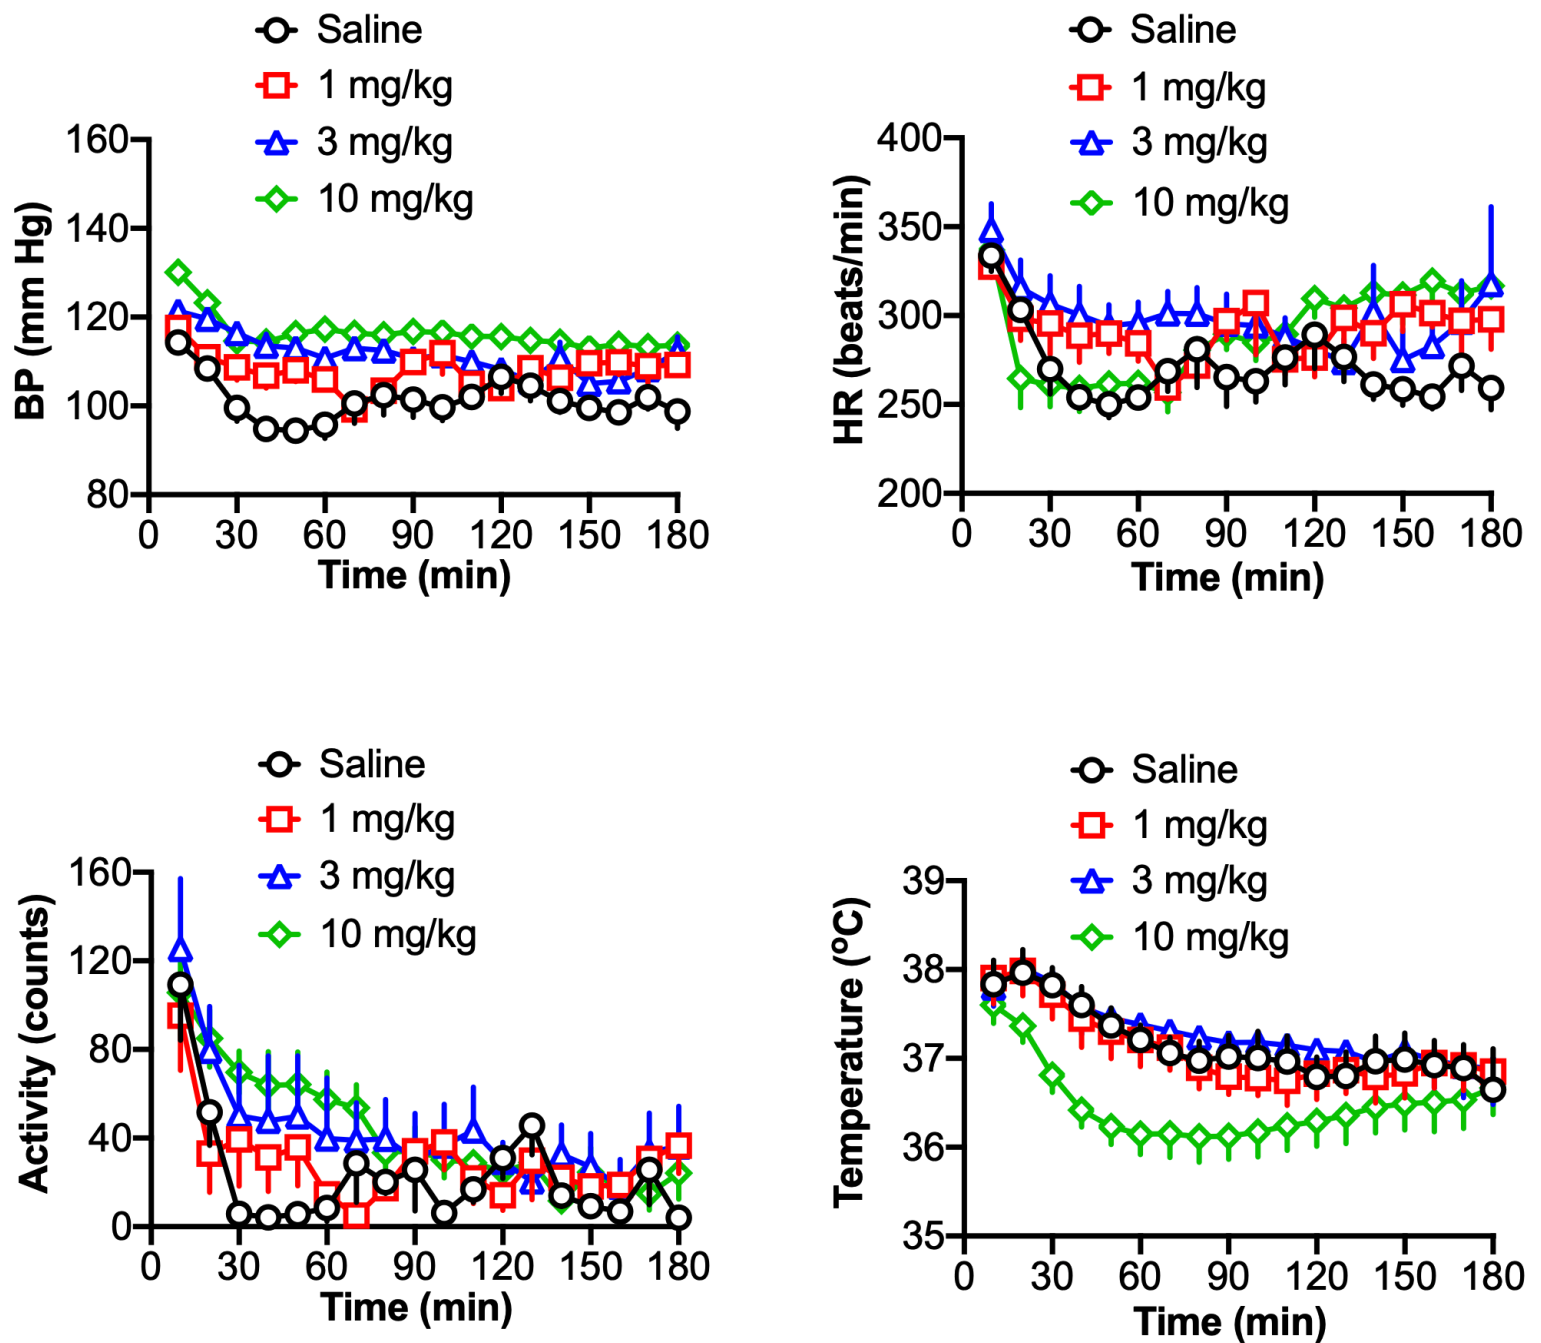 Saline
1 mg/kg
3 mg/kg
10 mg/kg
160
140
120
100
80
BP (mm Hg)
0 30 60 90 120 150 180
Time (min)
Saline
1 mg/kg
3 mg/kg
10 mg/kg
400
350
300
250
200
HR (beats/min)
0 30 60 90 120 150 180
Time (min)
Saline
1 mg/kg
3 mg/kg
10 mg/kg
160
120
80
40
0
Activity (counts)
0 30 60 90 120 150 180
Time (min)
Saline
1 mg/kg
3 mg/kg
10 mg/kg
39
38
37
36
35
Temperature (ºC)
0 30 60 90 120 150 180
Time (min)